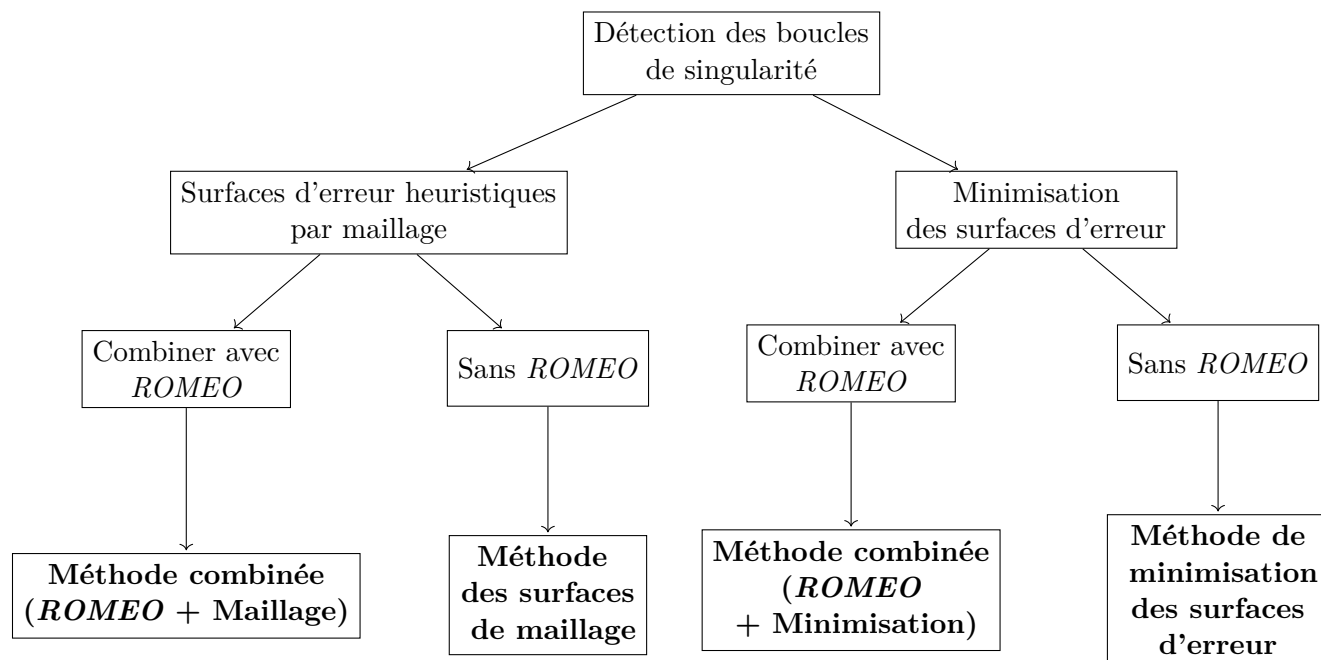 Détection des boucles
de singularité
Surfaces d'erreur heuristiques
par maillage
Minimisation
des surfaces d'erreur
Combiner avec
ROMEO
Sans ROMEO
Combiner avec
ROMEO
Sans ROMEO
Méthode combinée
(ROMEO + Maillage)
Méthode
des surfaces
de maillage
Méthode combinée
(ROMEO
+ Minimisation)
Méthode de
minimisation
des surfaces
d'erreur